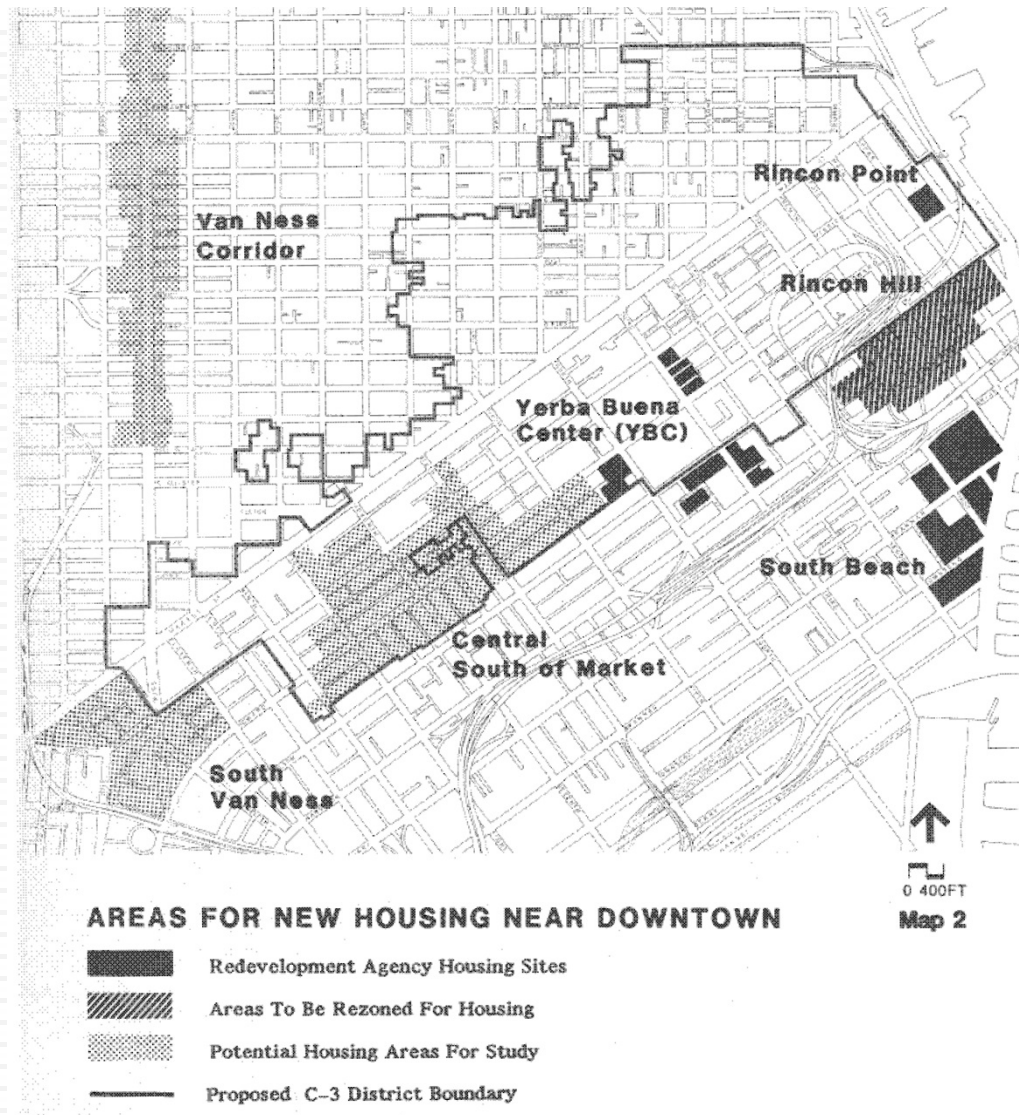 Rincon Point
Van Ness
Corridor
Rincon Hill
Yerba Buena
Center (YBC)
South Beach
Central
South of Market
South
Van Ness
0 400FT
AREAS FOR NEW HOUSING NEAR DOWNTOWN
Map 2
Redevelopment Agency Housing Sites
Areas To Be Rezoned For Housing
Potential Housing Areas For Study
Proposed C-3 District Boundary